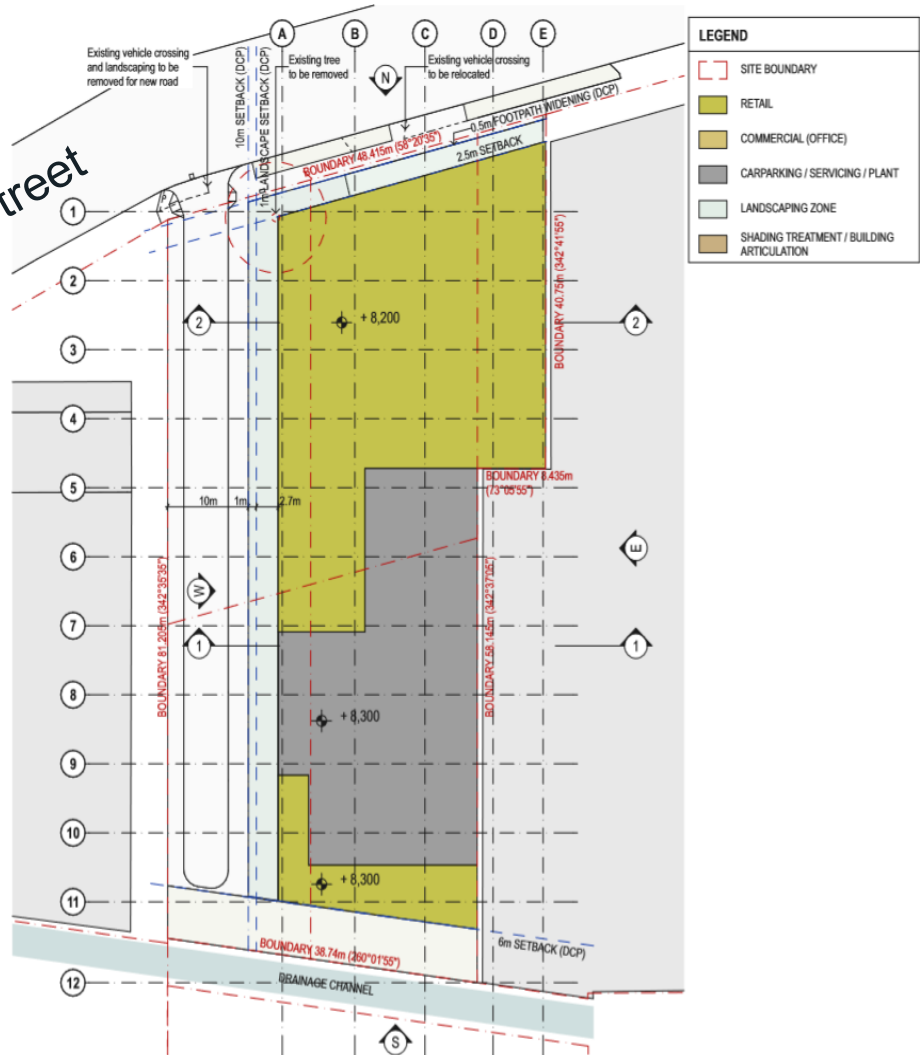 A
B
C
D
E
Existing vehicle crossing
and landscaping to be
removed for new road
10m SETBACK (DCP)
1m LANDSCAPE SETBACK (DCP)
Existing tree
to be removed
N
Existing vehicle crossing
to be relocated
0.5m FOOTPATH WIDENING (DCP)
BOUNDARY 48.415m (58°20'35")
2.5m SETBACK
treet
P
LEGEND
SITE BOUNDARY
RETAIL
COMMERCIAL (OFFICE)
CARPARKING / SERVICING / PLANT
LANDSCAPING ZONE
SHADING TREATMENT / BUILDING
ARTICULATION
1
2
2
+ 8,200
2
BOUNDARY 40.75m (342°41'55")
3
4
5
BOUNDARY 8.435m
(73°05'55")
10m
1m
2.7m
6
E
W
BOUNDARY 81.205m (342°35'35")
BOUNDARY 58.145m (342°37'05")
7
1
1
8
+ 8,300
9
10
+ 8,300
11
6m SETBACK (DCP)
BOUNDARY 38.74m (260°01'55")
DRAINAGE CHANNEL
12
S